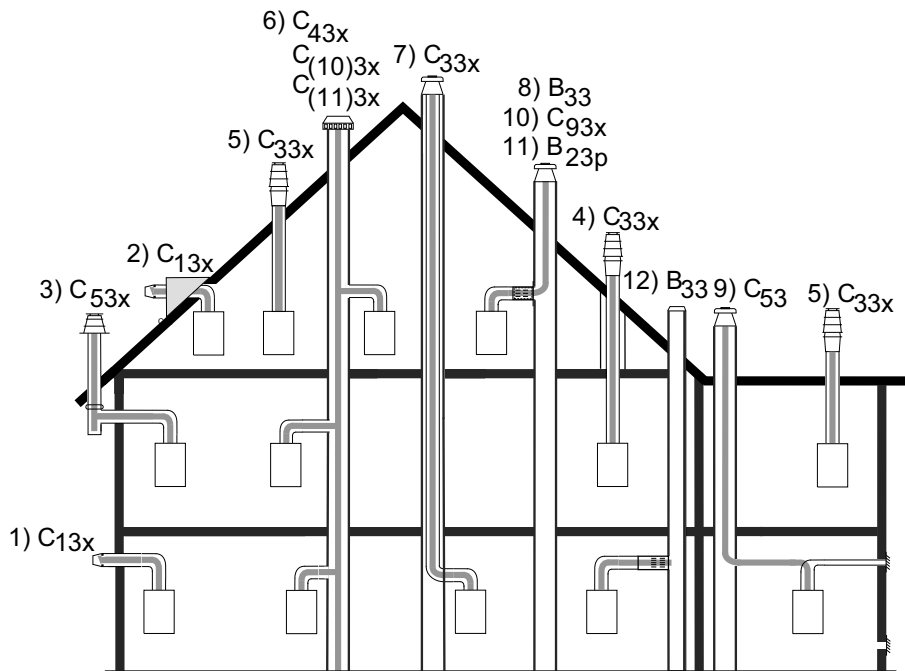 6) C43x
C(10)3x
C(11)3x
7) C33x
8) B33
10) C93x
11) B23p
5) C33x
4) C33x
2) C13x
3) C53x
12) B33
9) C53
5) C33x
1) C13x